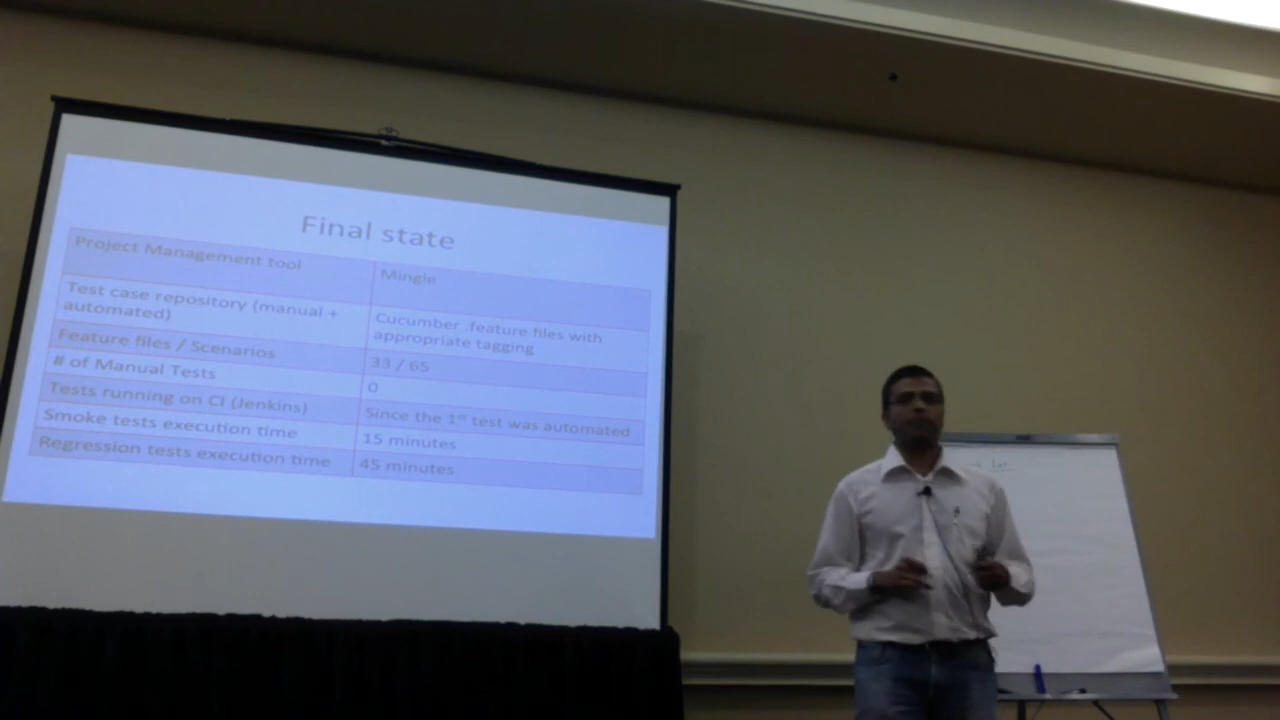 Final state
Project Management tool
Mingle
Test case repository (manual +
automated)
Cucumber .feature files with
appropriate tagging
Feature files / Scenarios
33 / 65
# of Manual Tests
0
Tests running on CI (Jenkins)
Since the 1st test was automated
Smoke tests execution time
15 minutes
Regression tests execution time
45 minutes